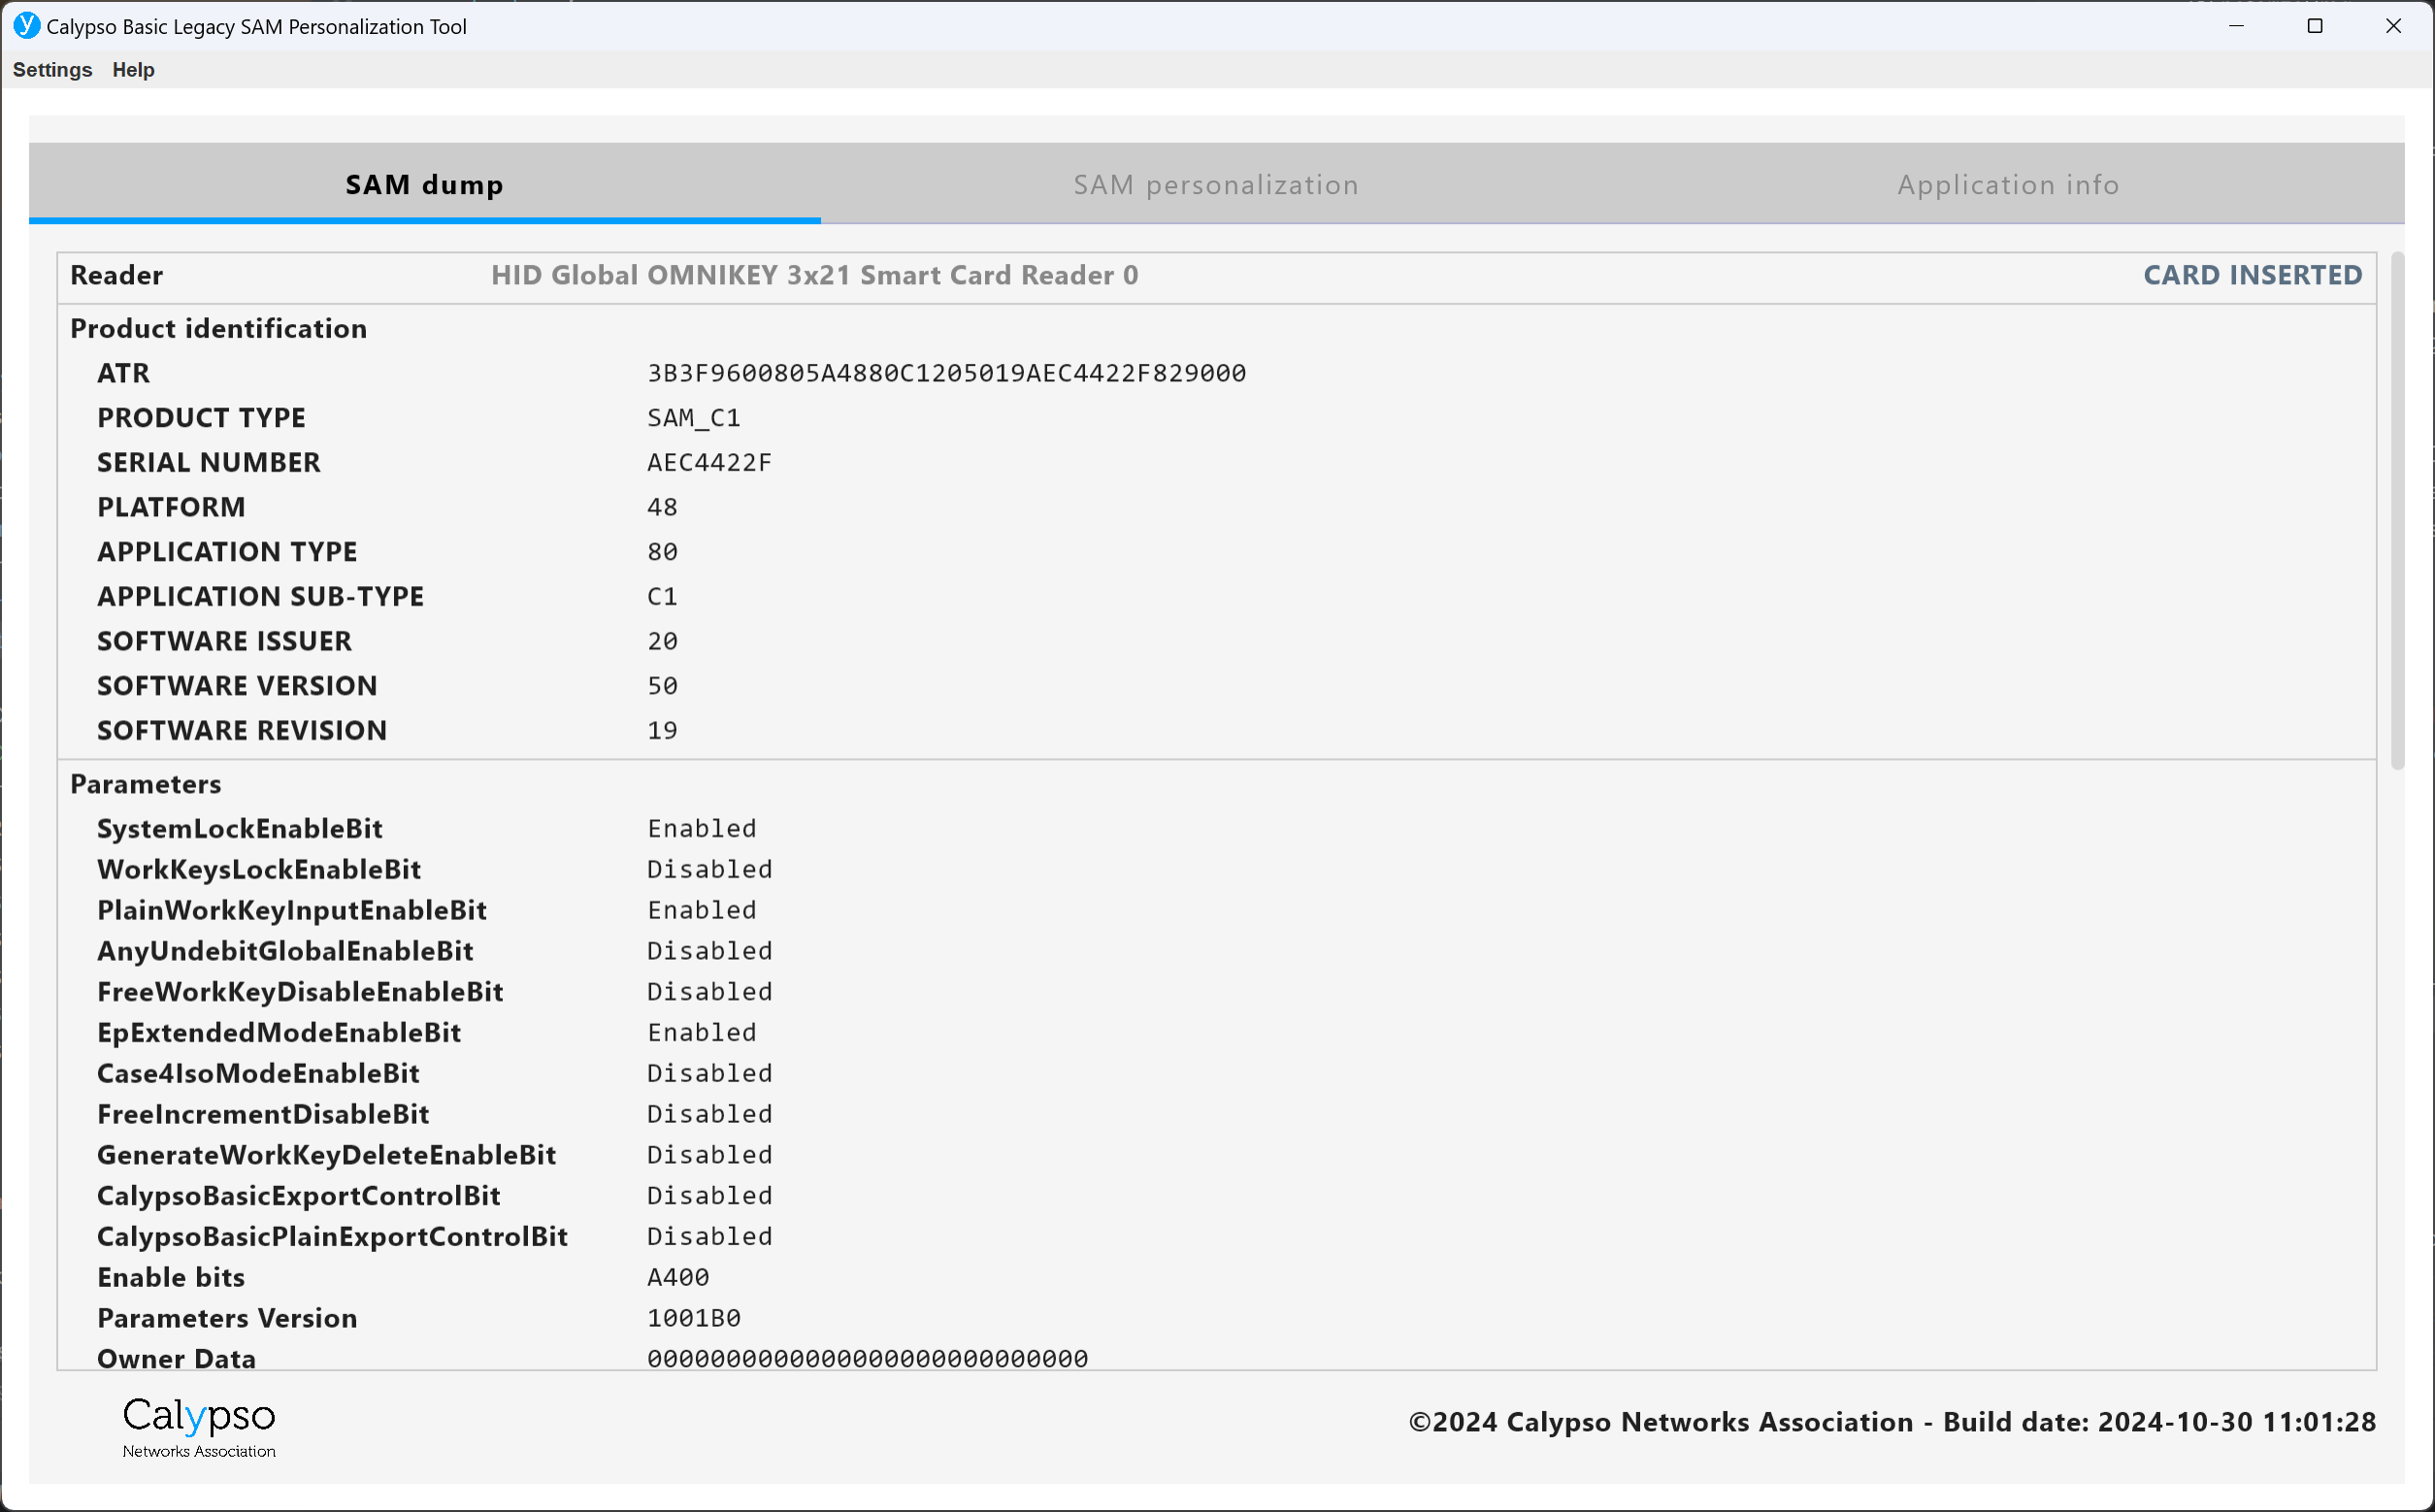 Calypso Basic Legacy SAM Personalization Tool
Settings Help
SAM dump SAM personalization Application info
Reader HID Global OMNIKEY 3x21 Smart Card Reader 0 CARD INSERTED
Product identification
ATR 3B3F9600805A4880C1205019AEC4422F829000
PRODUCT TYPE SAM_C1
SERIAL NUMBER AEC4422F
PLATFORM 48
APPLICATION TYPE 80
APPLICATION SUB-TYPE C1
SOFTWARE ISSUER 20
SOFTWARE VERSION 50
SOFTWARE REVISION 19
Parameters
SystemLockEnableBit Enabled
WorkKeysLockEnableBit Disabled
PlainWorkKeyInputEnableBit Enabled
AnyUndebitGlobalEnableBit Disabled
FreeWorkKeyDisableEnableBit Disabled
EpExtendedModeEnableBit Enabled
Case4IsoModeEnableBit Disabled
FreeIncrementDisableBit Disabled
GenerateWorkKeyDeleteEnableBit Disabled
CalypsoBasicExportControlBit Disabled
CalypsoBasicPlainExportControlBit Disabled
Enable bits A400
Parameters Version 1001B0
Owner Data 0000000000000000000000000000
Calypso
Networks Association
©2024 Calypso Networks Association - Build date: 2024-10-30 11:01:28